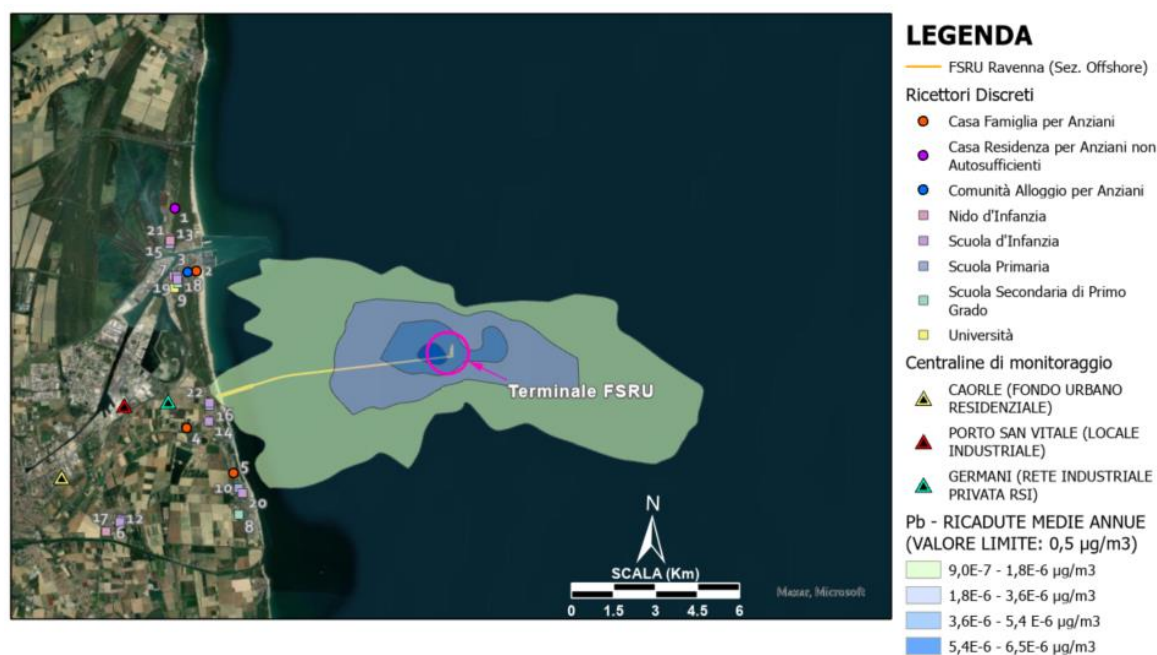 LEGENDA
FSRU Ravenna (Sez. Offshore)
Ricettori Discreti
Casa Famiglia per Anziani
Casa Residenza per Anziani non
Autosufficienti
Comunità Alloggio per Anziani
Nido d'Infanzia
Scuola d'Infanzia
Scuola Primaria
Scuola Secondaria di Primo
Grado
Università
Centraline di monitoraggio
CAORLE (FONDO URBANO
RESIDENZIALE)
PORTO SAN VITALE (LOCALE
INDUSTRIALE)
GERMANI (RETE INDUSTRIALE
PRIVATA RSI)
Pb - RICADUTE MEDIE ANNUE
(VALORE LIMITE: 0,5 µg/m3)
9,0E-7 - 1,8E-6 µg/m3
1,8E-6 - 3,6E-6 µg/m3
3,6E-6 - 5,4 E-6 µg/m3
5,4E-6 - 6,5E-6 µg/m3
1
21 13
15
3
7 2
19 18
9
Terminale FSRU
22
16
4 14
5
10
20
8
17 12
6
N
SCALA (Km)
0 1.5 3 4.5 6
Maxar, Microsoft